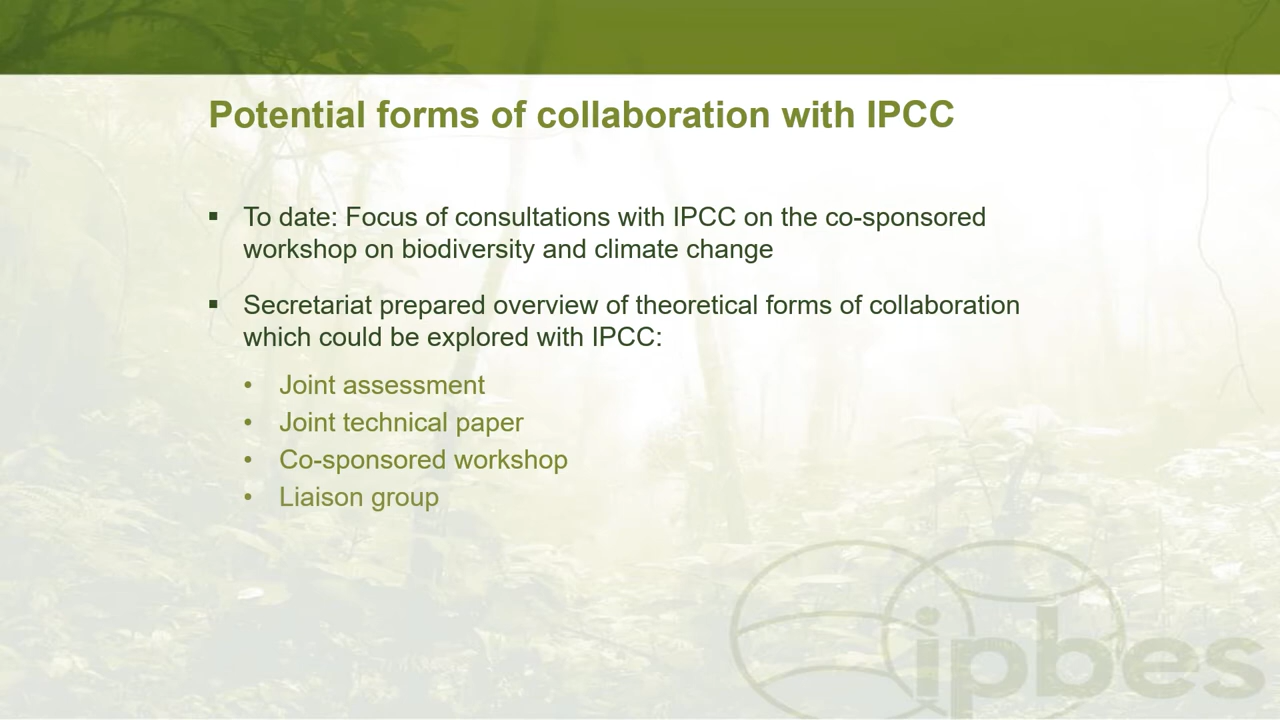 Potential forms of collaboration with IPCC
▪ To date: Focus of consultations with IPCC on the co-sponsored
workshop on biodiversity and climate change
▪ Secretariat prepared overview of theoretical forms of collaboration
which could be explored with IPCC:
• Joint assessment
• Joint technical paper
• Co-sponsored workshop
• Liaison group
ipbes